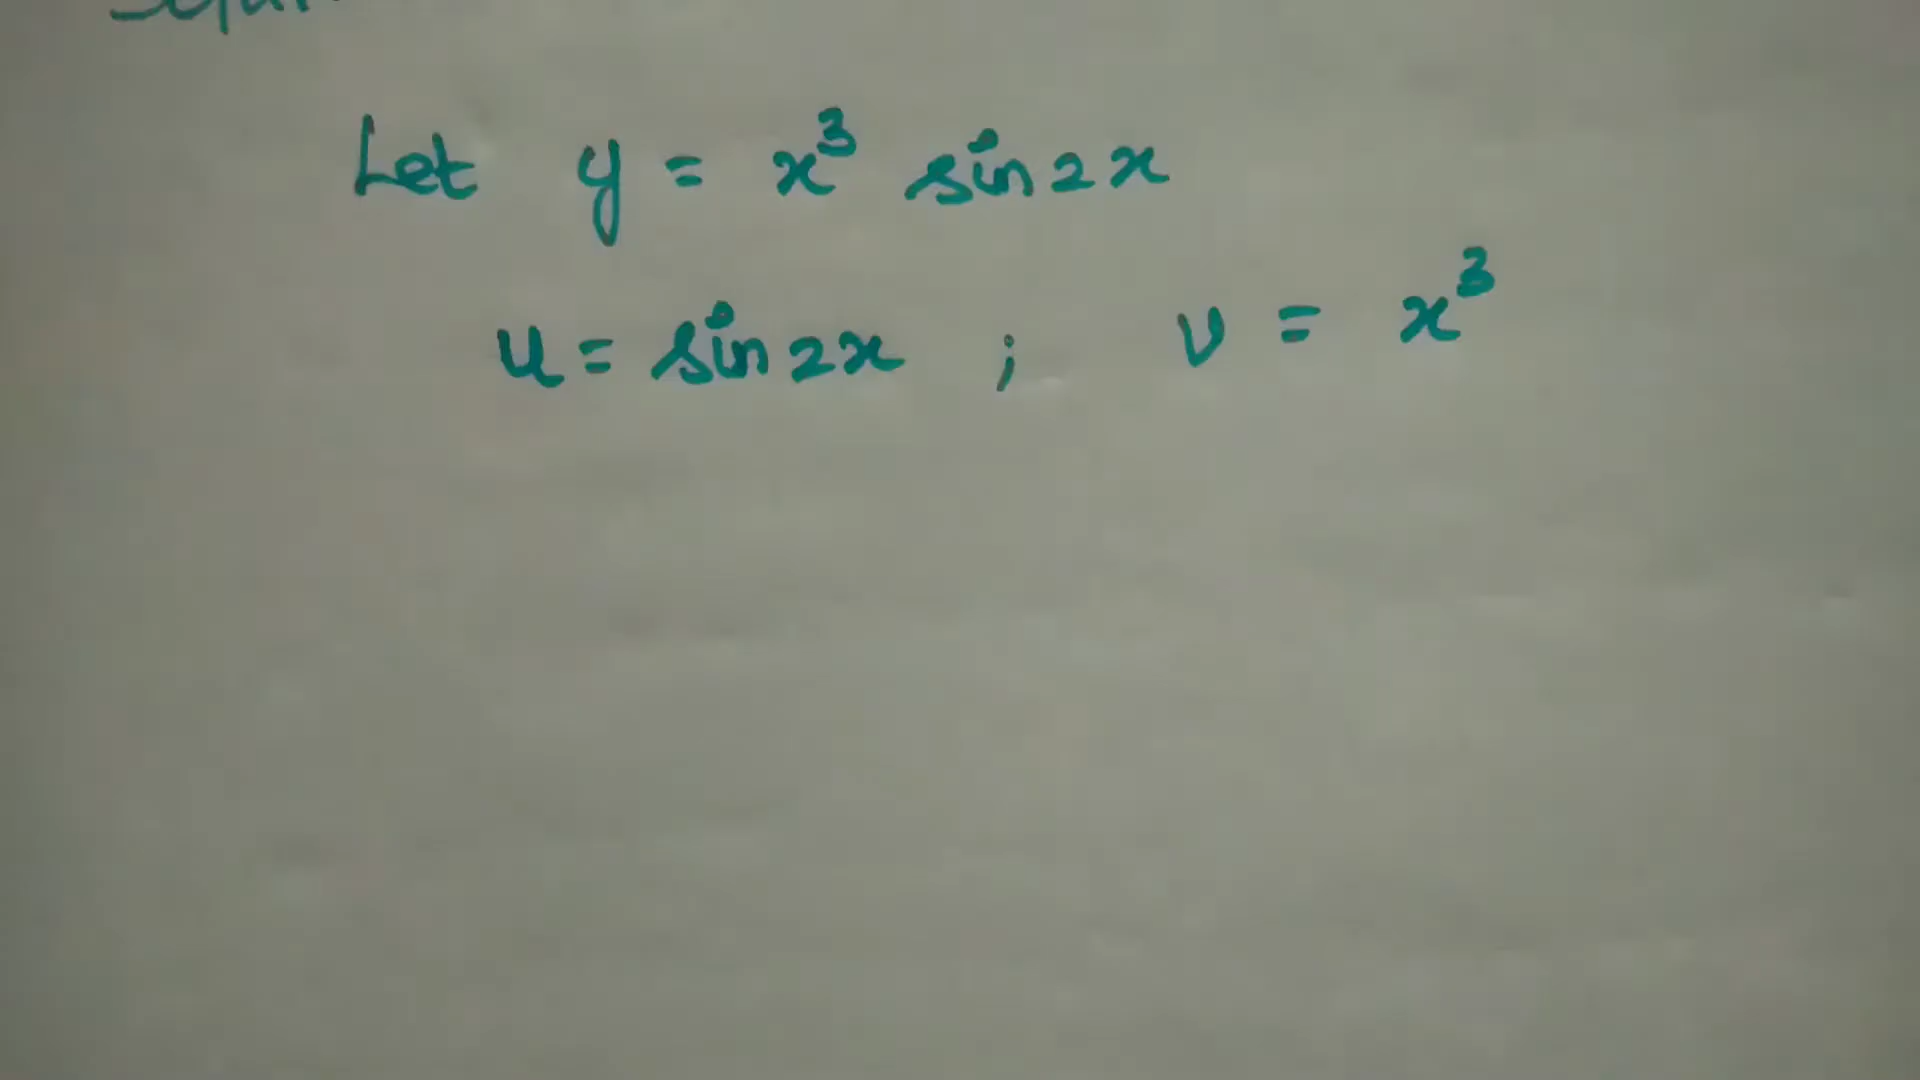 Let y = x³ sin2x
u = sin2x ; v = x³